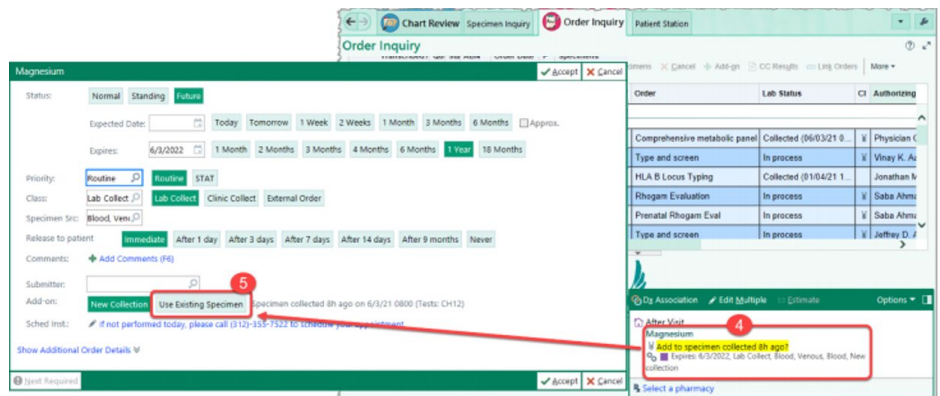 Chart Review Specimen Inquiry Order Inquiry Patient Station
Order Inquiry
Cancel Add-on CC Results Link Orders More
Order Lab Status CI Authorizing
Comprehensive metabolic panel Collected (06/03/21 0... Physician
Type and screen In process Vinay K.
HLA B Locus Typing Collected (01/04/21 1... Jonathan
Rhogam Evaluation In process Saba
Prenatal Rhogam Eval In process Saba
Type and screen In process Jeffrey D.
Magnesium Accept Cancel
Status: Normal Standing Future
Expected Date: Today Tomorrow 1 Week 2 Weeks 1 Month 3 Months 6 Months Approx.
Expires: 6/3/2022 1 Month 2 Months 3 Months 4 Months 6 Months 1 Year 18 Months
Priority: Routine Routine STAT
Class: Lab Collect Lab Collect Clinic Collect External Order
Specimen Src: Blood,
Release to patient Immediate After 1 day After 3 days After 7 days After 14 days After 9 months Never
Comments: Add Comments (F6)
Submitter: 5
Add-on: New Collection Use Existing Specimen Specimen collected 8h ago on 6/3/21 0800 (Tests: CH12)
Sched Inst.: If not performed today, please call (312)-355-7522 to schedule your appointment
Show Additional Order Details
Next Required Accept Cancel
Dx Association Edit Multiple Estimate Options
After Visit
4
Magnesium
Add to specimen collected 8h ago?
Expires: 6/3/2022, Lab Collect, Blood, Venous, Blood, New
collection
Select a pharmacy